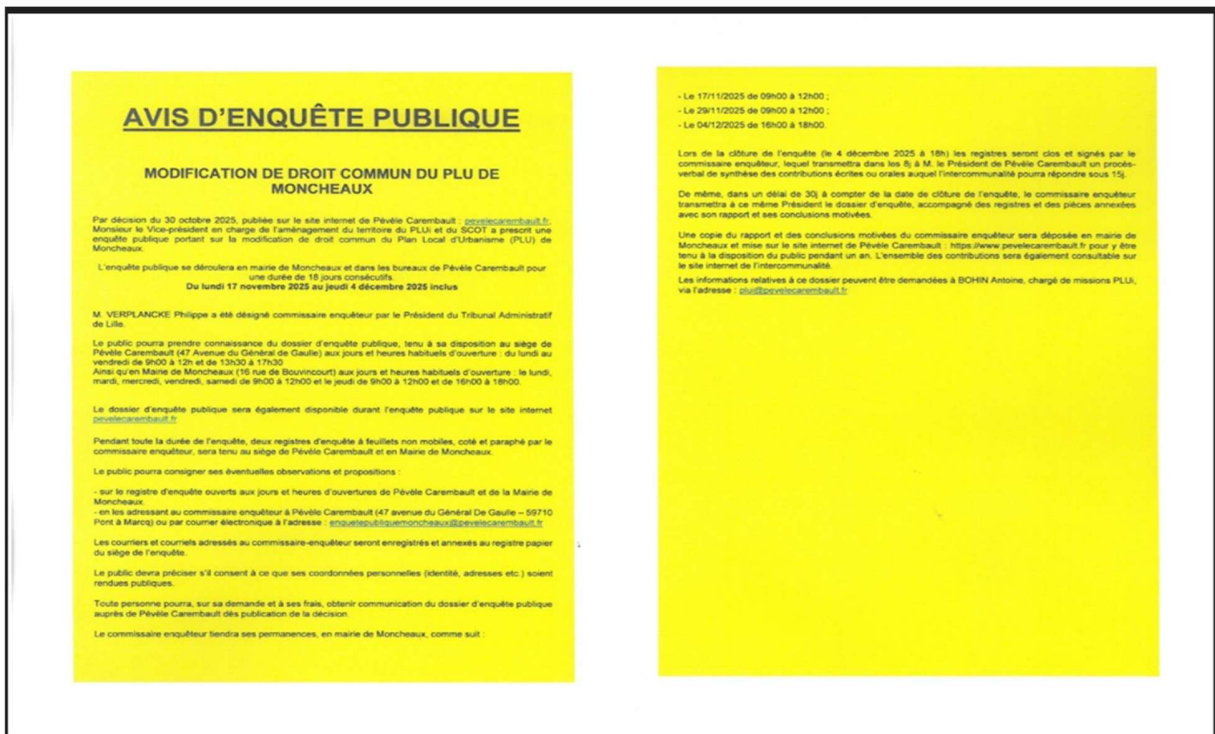 AVIS D'ENQUÊTE PUBLIQUE
MODIFICATION DE DROIT COMMUN DU PLU DE
MONCHEAUX
Par décision du 30 octobre 2025, publiée sur le site internet de Pévèle Carembault : pevelecarembault.fr,
Monsieur le Vice-président en charge de l'aménagement du territoire du PLUi et du SCOT a prescrit une
enquête publique portant sur la modification de droit commun du Plan Local d'Urbanisme (PLU) de
Moncheaux.
L'enquête publique se déroulera en mairie de Moncheaux et dans les bureaux de Pévèle Carembault pour
une durée de 18 jours consécutifs.
Du lundi 17 novembre 2025 au jeudi 4 décembre 2025 inclus
M. VERPLANCKE Philippe a été désigné commissaire enquêteur par le Président du Tribunal Administratif
de Lille.
Le public pourra prendre connaissance du dossier d'enquête publique, tenu à sa disposition au siège de
Pévèle Carembault (47 Avenue du Général de Gaulle) aux jours et heures habituels d'ouverture : du lundi au
vendredi de 9h00 à 12h et de 13h30 à 17h30
Ainsi qu'en Mairie de Moncheaux (16 rue de Bouvincourt) aux jours et heures habituels d'ouverture : le lundi,
mardi, mercredi, vendredi, samedi de 9h00 à 12h00 et le jeudi de 9h00 à 12h00 et de 16h00 à 18h00.
Le dossier d'enquête publique sera également disponible durant l'enquête publique sur le site internet
pevelecarembault.fr
Pendant toute la durée de l'enquête, deux registres d'enquête à feuillets non mobiles, coté et paraphé par le
commissaire enquêteur, sera tenu au siège de Pévèle Carembault et en Mairie de Moncheaux.
Le public pourra consigner ses éventuelles observations et propositions :
- sur le registre d'enquête ouverts aux jours et heures d'ouvertures de Pévèle Carembault et de la Mairie de
Moncheaux.
- en les adressant au commissaire enquêteur à Pévèle Carembault (47 avenue du Général De Gaulle – 59710
Pont à Marcq) ou par courrier électronique à l'adresse : enquetepubliquemoncheaux@pevelecarembault.fr
Les courriers et courriels adressés au commissaire-enquêteur seront enregistrés et annexés au registre papier
du siège de l'enquête.
Le public devra préciser s'il consent à ce que ses coordonnées personnelles (identité, adresses etc.) soient
rendues publiques.
Toute personne pourra, sur sa demande et à ses frais, obtenir communication du dossier d'enquête publique
auprès de Pévèle Carembault dès publication de la décision.
Le commissaire enquêteur tiendra ses permanences, en mairie de Moncheaux, comme suit :
- Le 17/11/2025 de 09h00 à 12h00 ;
- Le 29/11/2025 de 09h00 à 12h00 ;
- Le 04/12/2025 de 16h00 à 18h00.
Lors de la clôture de l'enquête (le 4 décembre 2025 à 18h) les registres seront clos et signés par le
commissaire enquêteur, lequel transmettra dans les 8j à M. le Président de Pévèle Carembault un procès-
verbal de synthèse des contributions écrites ou orales auquel l'intercommunalité pourra répondre sous 15j.
De même, dans un délai de 30j à compter de la date de clôture de l'enquête, le commissaire enquêteur
transmettra à ce même Président le dossier d'enquête, accompagné des registres et des pièces annexées
avec son rapport et ses conclusions motivées.
Une copie du rapport et des conclusions motivées du commissaire enquêteur sera déposée en mairie de
Moncheaux et mise sur le site internet de Pévèle Carembault : https://www.pevelecarembault.fr pour y être
tenu à la disposition du public pendant un an. L'ensemble des contributions sera également consultable sur
le site internet de l'intercommunalité.
Les informations relatives à ce dossier peuvent être demandées à BOHIN Antoine, chargé de missions PLUi,
via l'adresse : plui@pevelecarembault.fr